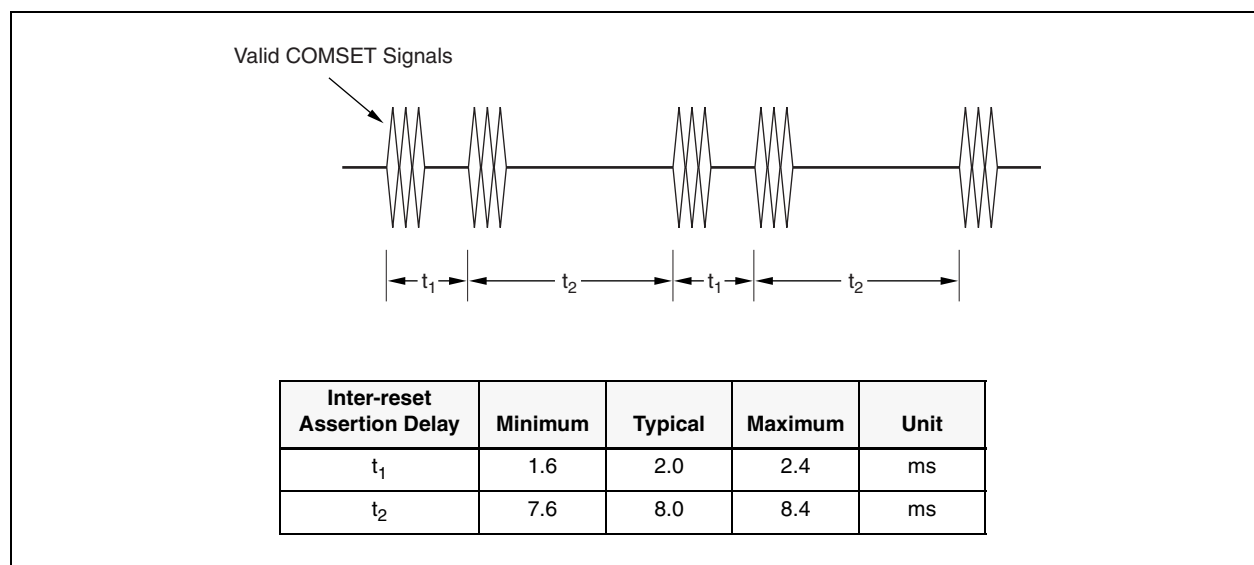 Valid COMSET Signals
t₁ t₂ t₁ t₂
Inter-reset Assertion Delay Minimum Typical Maximum Unit
t₁ 1.6 2.0 2.4 ms
t₂ 7.6 8.0 8.4 ms